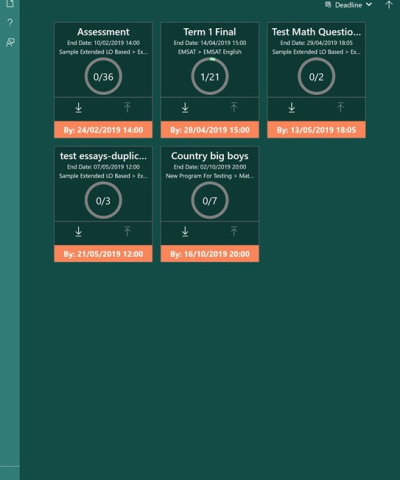 Deadline
Assessment
End Date: 10/02/2019 14:00
Sample Extended LO Based > Ex...
0/36
By: 24/02/2019 14:00
Term 1 Final
End Date: 14/04/2019 15:00
EMSAT > EMSAT English
1/21
By: 28/04/2019 15:00
Test Math Questio...
End Date: 29/04/2019 18:05
Sample Extended LO Based > Ex...
0/2
By: 13/05/2019 18:05
test essays-duplic...
End Date: 07/05/2019 12:00
Sample Extended LO Based > Ex...
0/3
By: 21/05/2019 12:00
Country big boys
End Date: 02/10/2019 20:00
New Program For Testing > Mat...
0/7
By: 16/10/2019 20:00